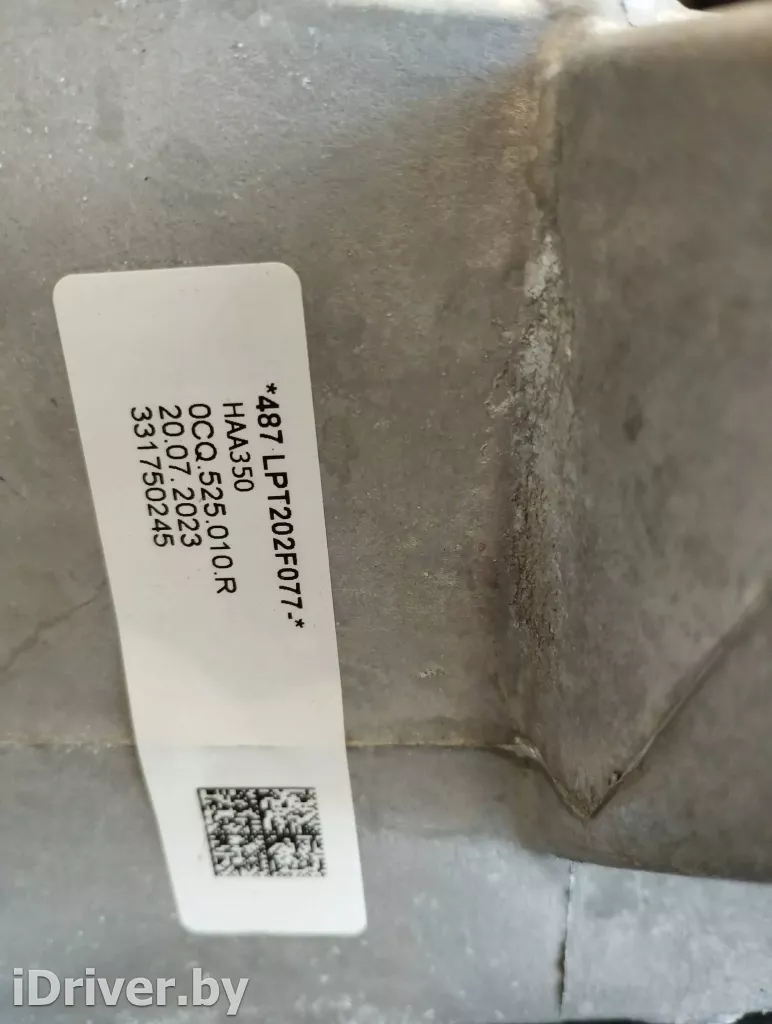 *487 LPT202F077-*
HAA350
0CQ.525.010.R
20.07.2023
331750245
iDriver.by